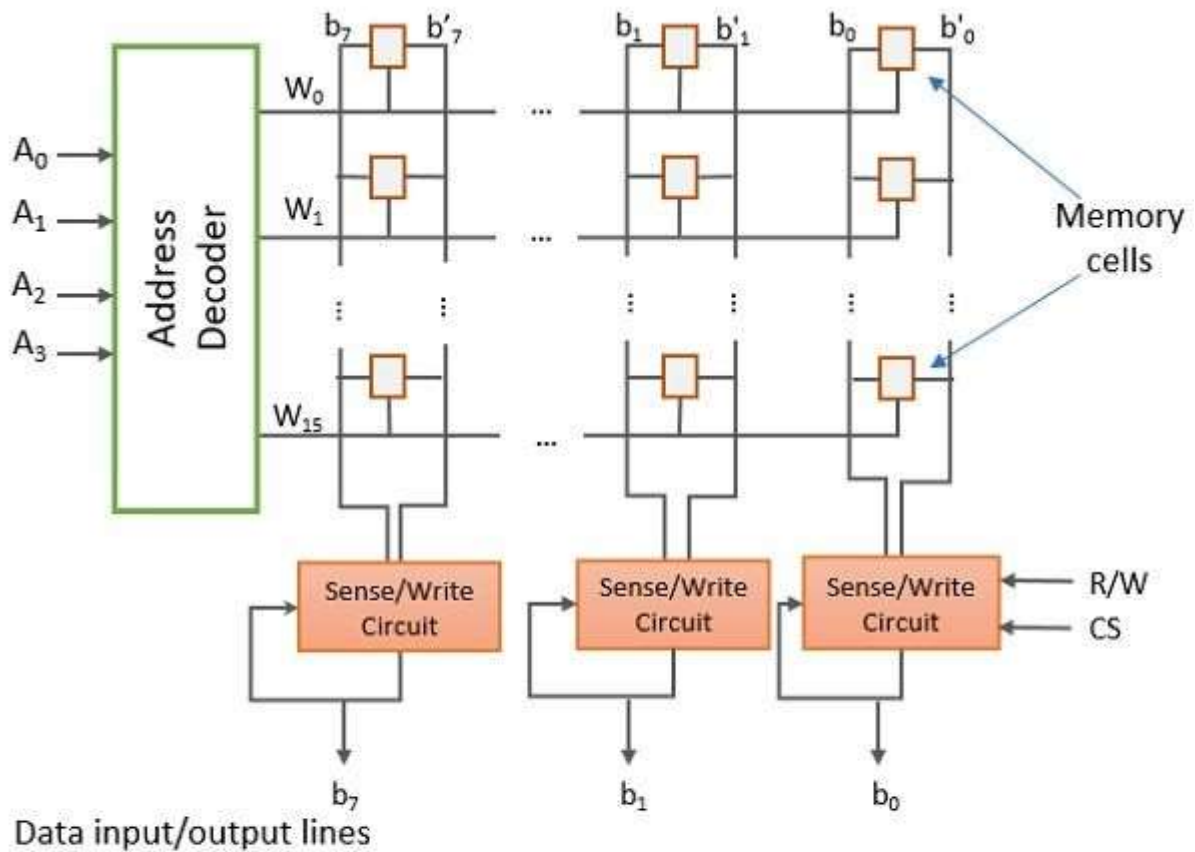 b₇ b'₇ b₁ b'₁ b₀ b'₀
W₀
A₀
A₁
A₂
A₃
Address
Decoder
W₁
Memory
cells
W₁₅
...
...
...
... ... ... ... ... ...
Sense/Write
Circuit
Sense/Write
Circuit
Sense/Write
Circuit
R/W
CS
b₇ b₁ b₀
Data input/output lines